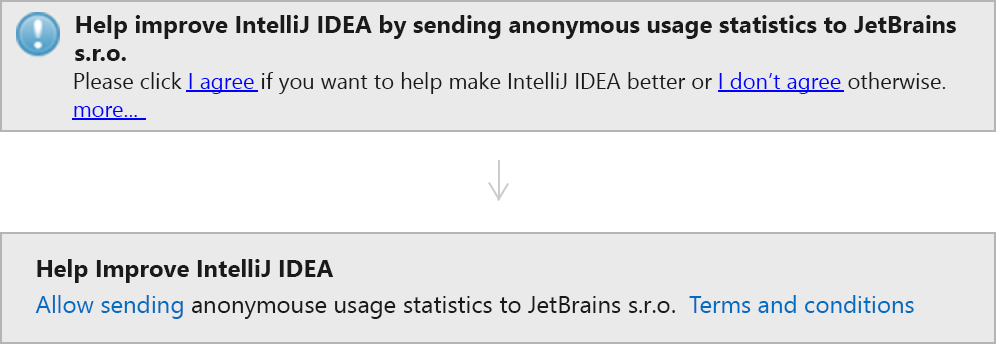 Help improve IntelliJ IDEA by sending anonymous usage statistics to JetBrains
s.r.o.
Please click I agree if you want to help make IntelliJ IDEA better or I don’t agree otherwise.
more...
Help Improve IntelliJ IDEA
Allow sending anonymouse usage statistics to JetBrains s.r.o. Terms and conditions